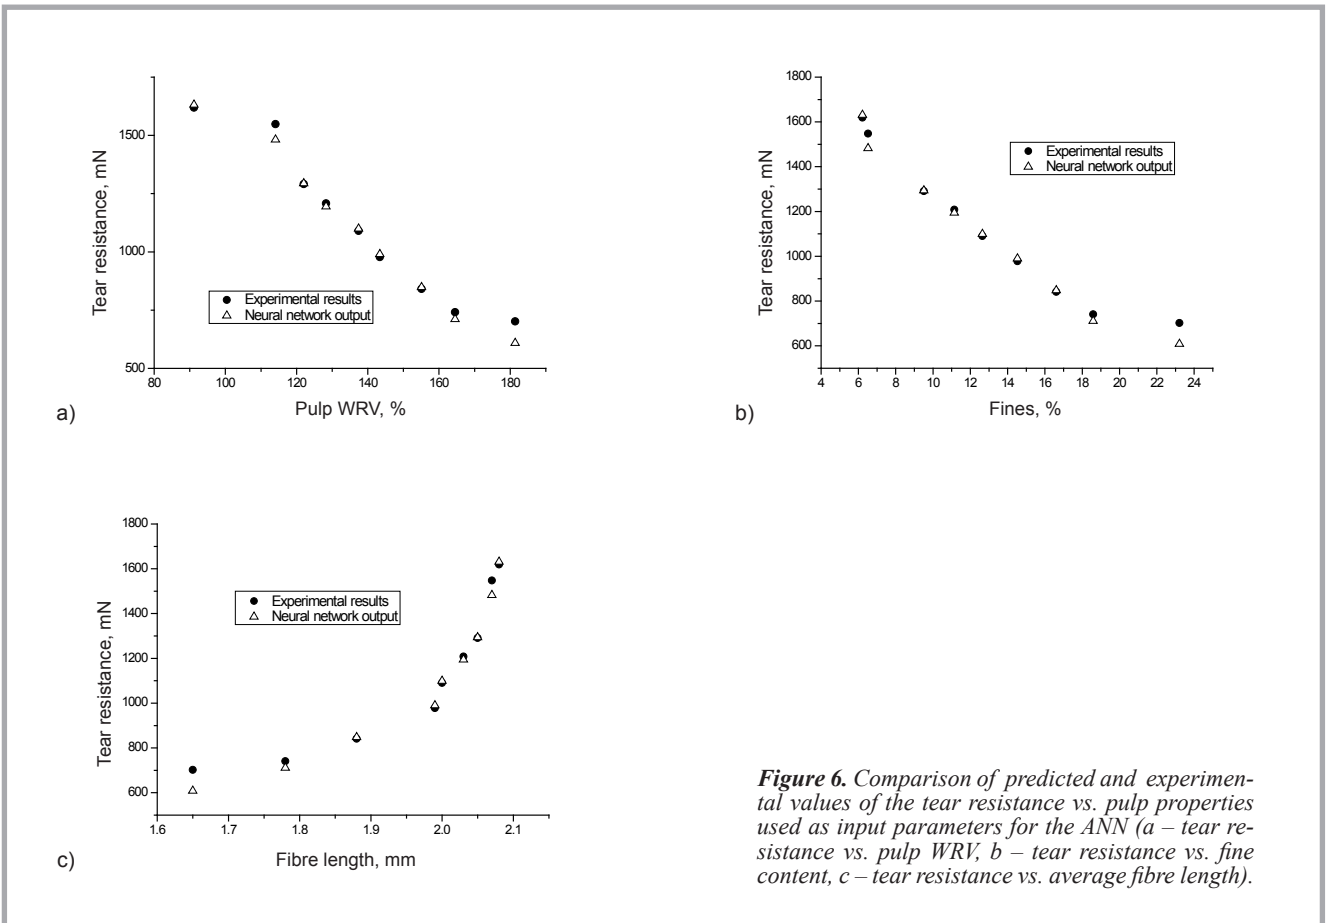 1500
1000
500
80 100 120 140 160 180
Tear resistance, mN
Pulp WRV, %
Experimental results
Neural network output
a)
1800
1600
1400
1200
1000
800
600
4 6 8 10 12 14 16 18 20 22 24
Tear resistance, mN
Fines, %
Experimental results
Neural network output
b)
1800
1600
1400
1200
1000
800
600
1.6 1.7 1.8 1.9 2.0 2.1
Tear resistance, mN
Fibre length, mm
Experimental results
Neural network output
c)
Figure 6. Comparison of predicted and experimen-
tal values of the tear resistance vs. pulp properties
used as input parameters for the ANN (a – tear re-
sistance vs. pulp WRV, b – tear resistance vs. fine
content, c – tear resistance vs. average fibre length).